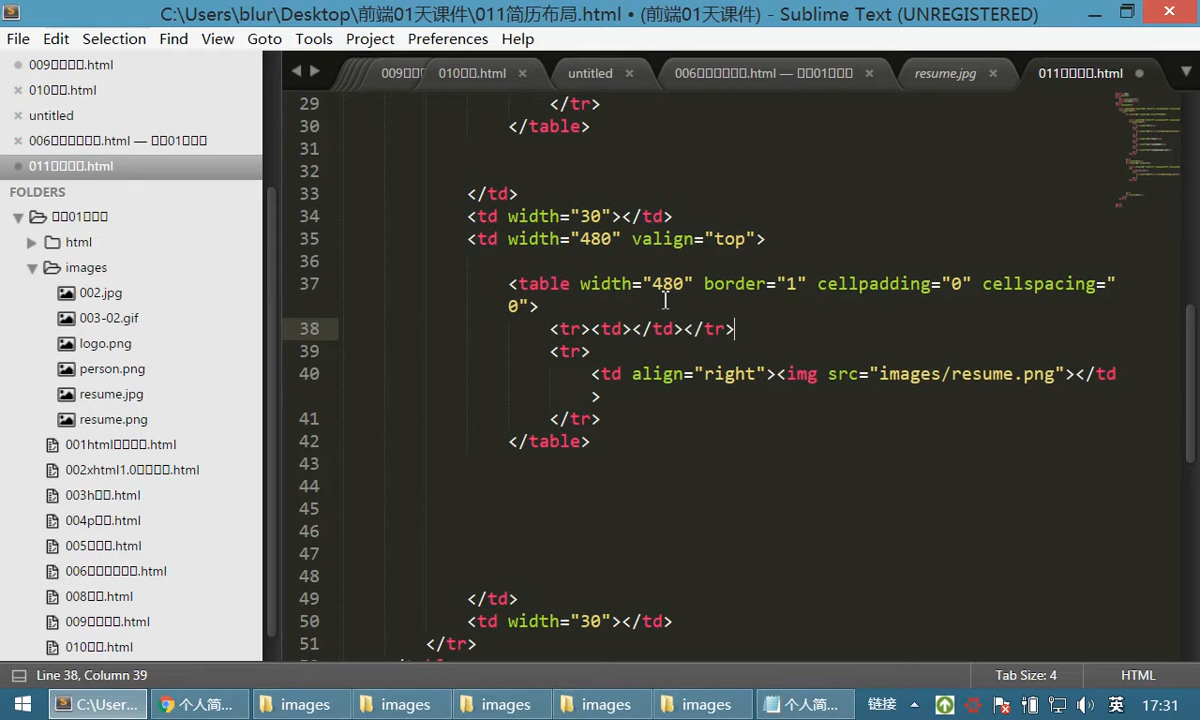 C:\Users\blur\Desktop\前端01天课件\011简历布局.html • (前端01天课件) - Sublime Text (UNREGISTERED)
File Edit Selection Find View Goto Tools Project Preferences Help
009 010 .html untitled 006 .html — 01 resume.jpg 011 .html
009 .html
010 .html
untitled
006 .html — 01
011 .html
FOLDERS
01
html
images
002.jpg
003-02.gif
logo.png
person.png
resume.jpg
resume.png
001html .html
002xhtml1.0 .html
003h .html
004p .html
005 .html
006 .html
008 .html
009 .html
010 .html
29 </tr>
30 </table>
31
32
33 </td>
34 <td width="30"></td>
35 <td width="480" valign="top">
36
37 <table width="480" border="1" cellpadding="0" cellspacing="
0">
38 <tr><td></td></tr>
39 <tr>
40 <td align="right"><img src="images/resume.png"></td
>
41 </tr>
42 </table>
43
44
45
46
47
48
49 </td>
50 <td width="30"></td>
51 </tr>
Line 38, Column 39 Tab Size: 4 HTML
C:\User... 个人简... images images images images images 个人简... 链接 英 17:31